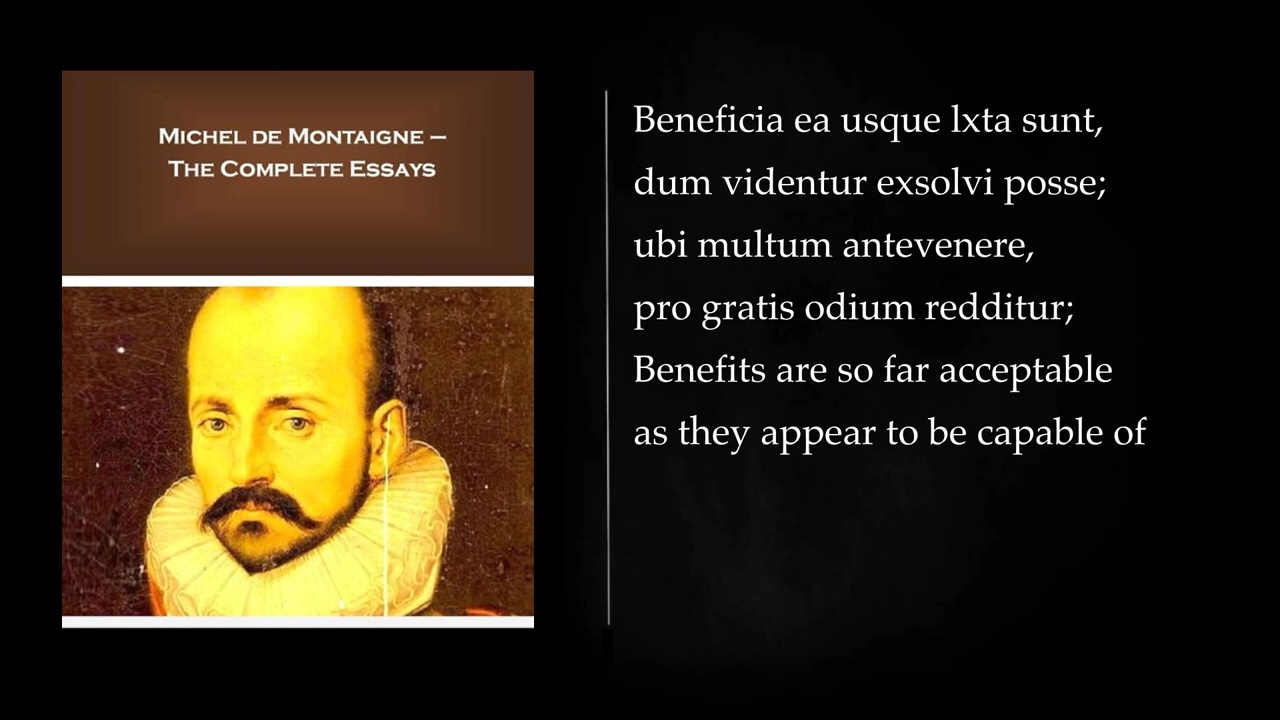 MICHEL DE MONTAIGNE –
THE COMPLETE ESSAYS
Beneficia ea usque lxta sunt,
dum videntur exsolvi posse;
ubi multum antevenere,
pro gratis odium redditur;
Benefits are so far acceptable
as they appear to be capable of